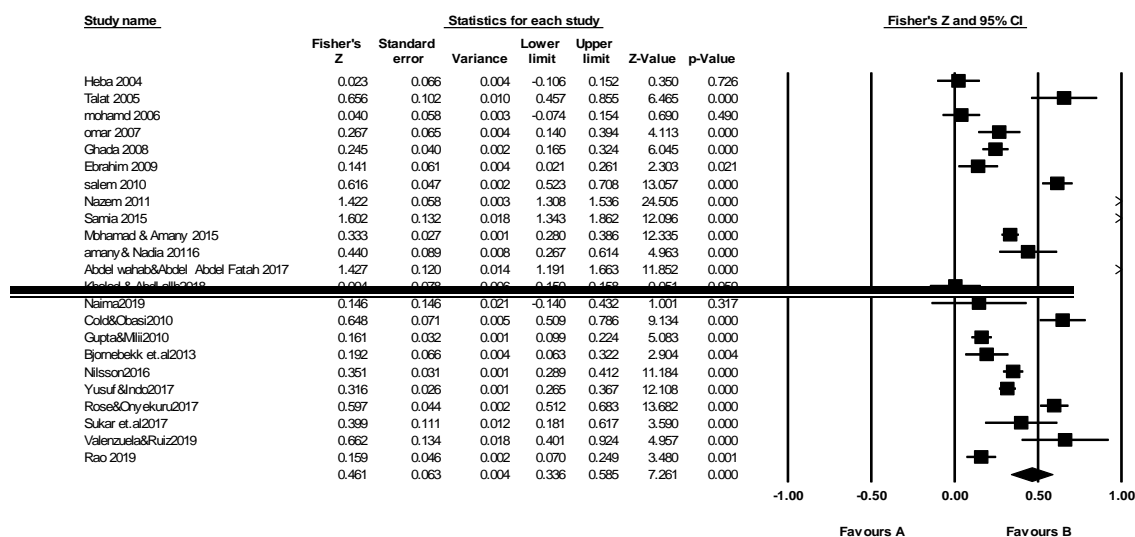 Study name Statistics for each study Fisher's Z and 95% CI
Fisher's Standard Lower Upper
Z error Variance limit limit Z-Value p-Value
Heba 2004 0.023 0.066 0.004 -0.106 0.152 0.350 0.726
Talat 2005 0.656 0.102 0.010 0.457 0.855 6.465 0.000
mohamd 2006 0.040 0.058 0.003 -0.074 0.154 0.690 0.490
omar 2007 0.267 0.065 0.004 0.140 0.394 4.113 0.000
Ghada 2008 0.245 0.040 0.002 0.165 0.324 6.045 0.000
Ebrahim 2009 0.141 0.061 0.004 0.021 0.261 2.303 0.021
salem 2010 0.616 0.047 0.002 0.523 0.708 13.057 0.000
Nazem 2011 1.422 0.058 0.003 1.308 1.536 24.505 0.000
Samia 2015 1.602 0.132 0.018 1.343 1.862 12.096 0.000
Mohamad & Amany 2015 0.333 0.027 0.001 0.280 0.386 12.335 0.000
amany & Nadia 20116 0.440 0.089 0.008 0.267 0.614 4.963 0.000
Abdel wahab&Abdel Abdel Fatah 2017 1.427 0.120 0.014 1.191 1.663 11.852 0.000
Naima2019 0.146 0.146 0.021 -0.140 0.432 1.001 0.317
Cold&Obasi2010 0.648 0.071 0.005 0.509 0.786 9.134 0.000
Gupta&Mlii2010 0.161 0.032 0.001 0.099 0.224 5.083 0.000
Bjornebekk et.al2013 0.192 0.066 0.004 0.063 0.322 2.904 0.004
Nilsson2016 0.351 0.031 0.001 0.289 0.412 11.184 0.000
Yusuf &Indo2017 0.316 0.026 0.001 0.265 0.367 12.108 0.000
Rose&Onyekuru2017 0.597 0.044 0.002 0.512 0.683 13.682 0.000
Sukar et.al2017 0.399 0.111 0.012 0.181 0.617 3.590 0.000
Valenzuela&Ruiz2019 0.662 0.134 0.018 0.401 0.924 4.957 0.000
Rao 2019 0.159 0.046 0.002 0.070 0.249 3.480 0.001
0.461 0.063 0.004 0.336 0.585 7.261 0.000
-1.00 -0.50 0.00 0.50 1.00
Favours A Favours B